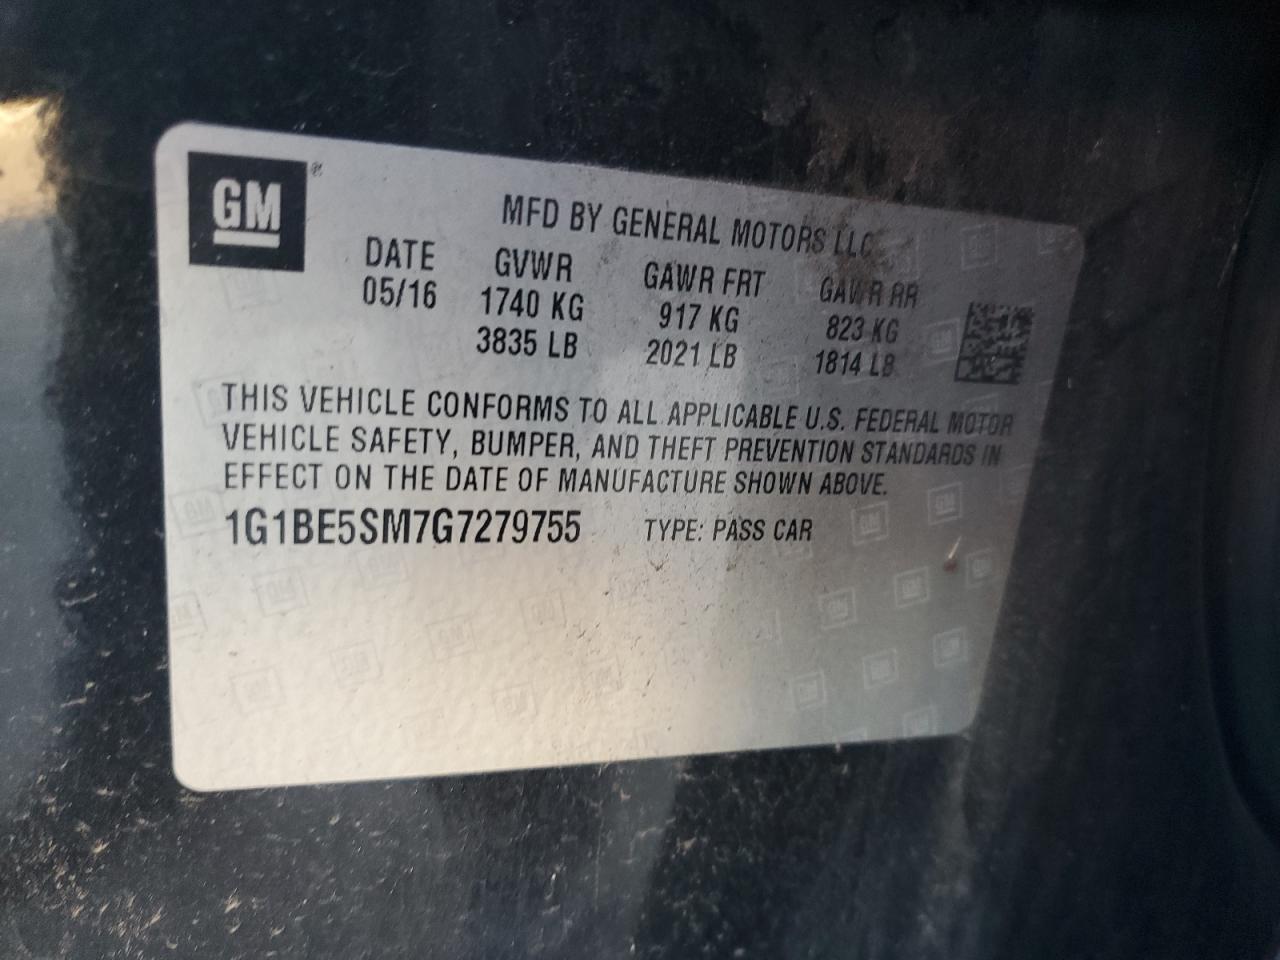 GM®
MFD BY GENERAL MOTORS LLC
DATE GVWR GAWR FRT GAWR RR
05/16 1740 KG 917 KG 823 KG
3835 LB 2021 LB 1814 LB
THIS VEHICLE CONFORMS TO ALL APPLICABLE U.S. FEDERAL MOTOR
VEHICLE SAFETY, BUMPER, AND THEFT PREVENTION STANDARDS IN
EFFECT ON THE DATE OF MANUFACTURE SHOWN ABOVE.
1G1BE5SM7G7279755 TYPE: PASS CAR